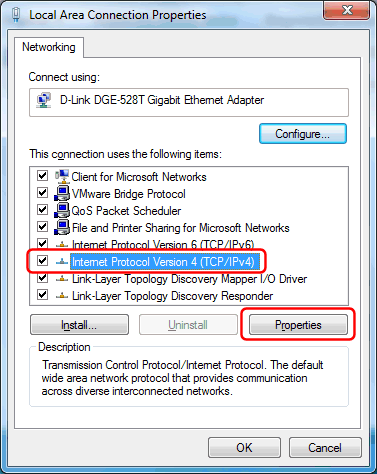 Local Area Connection Properties
Networking
Connect using:
D-Link DGE-528T Gigabit Ethernet Adapter
Configure...
This connection uses the following items:
Client for Microsoft Networks
VMware Bridge Protocol
QoS Packet Scheduler
File and Printer Sharing for Microsoft Networks
Internet Protocol Version 6 (TCP/IPv6)
Internet Protocol Version 4 (TCP/IPv4)
Link-Layer Topology Discovery Mapper I/O Driver
Link-Layer Topology Discovery Responder
Install... Uninstall Properties
Description
Transmission Control Protocol/Internet Protocol. The default
wide area network protocol that provides communication
across diverse interconnected networks.
OK Cancel